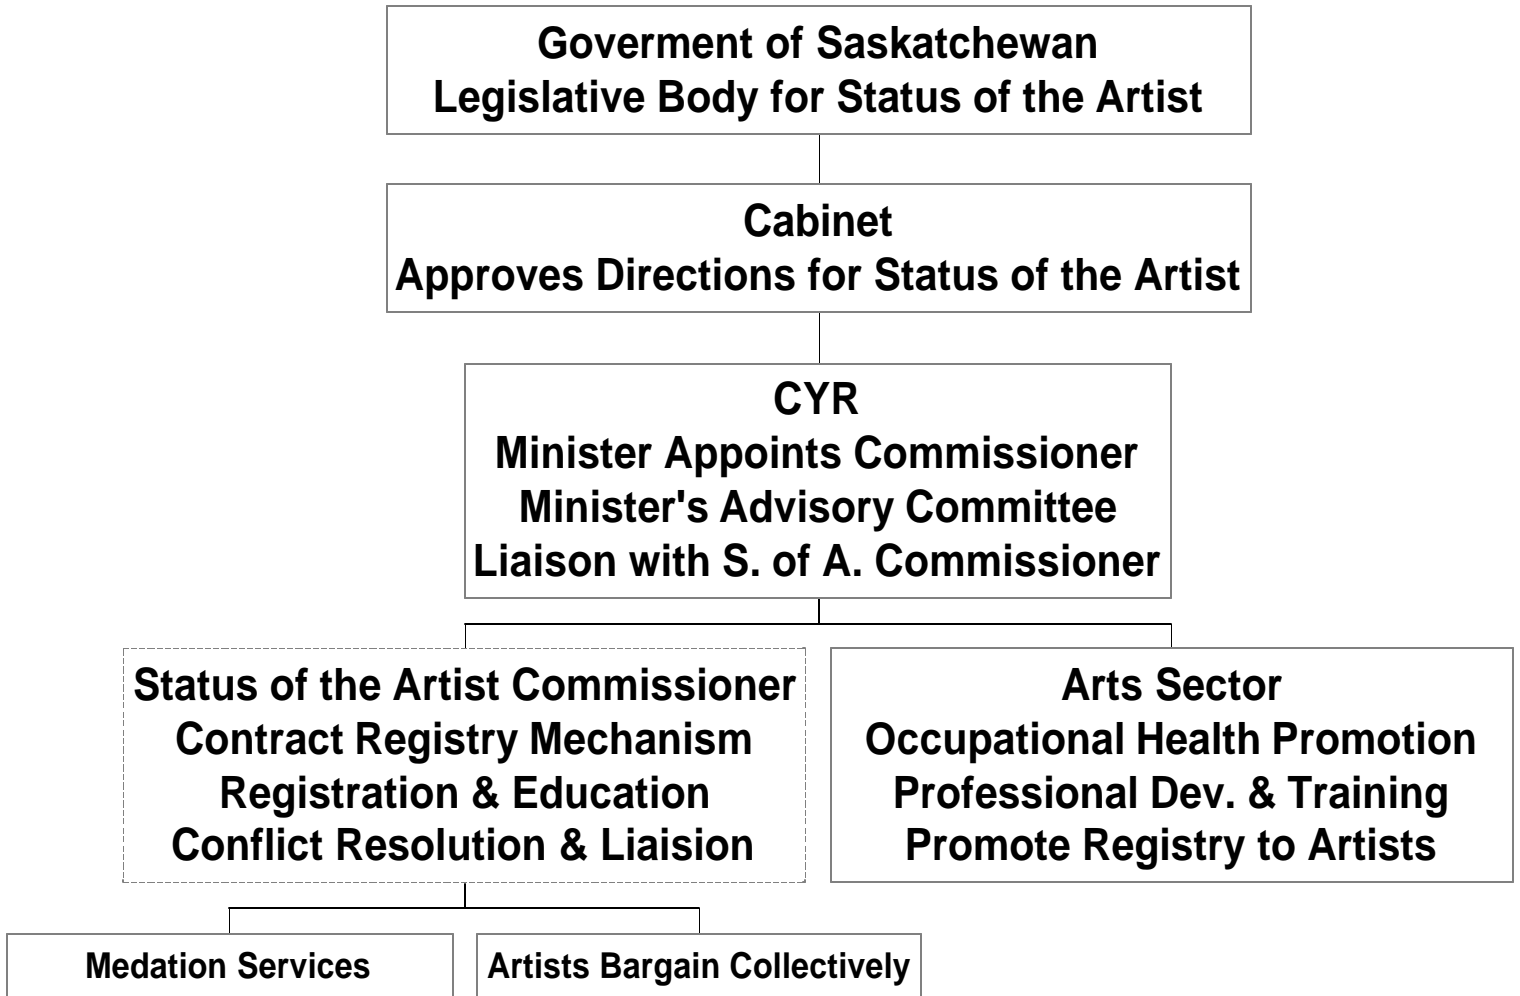 Goverment of Saskatchewan
Legislative Body for Status of the Artist
Cabinet
Approves Directions for Status of the Artist
CYR
Minister Appoints Commissioner
Minister's Advisory Committee
Liaison with S. of A. Commissioner
Status of the Artist Commissioner
Contract Registry Mechanism
Registration & Education
Conflict Resolution & Liaision
Arts Sector
Occupational Health Promotion
Professional Dev. & Training
Promote Registry to Artists
Medation Services
Artists Bargain Collectively